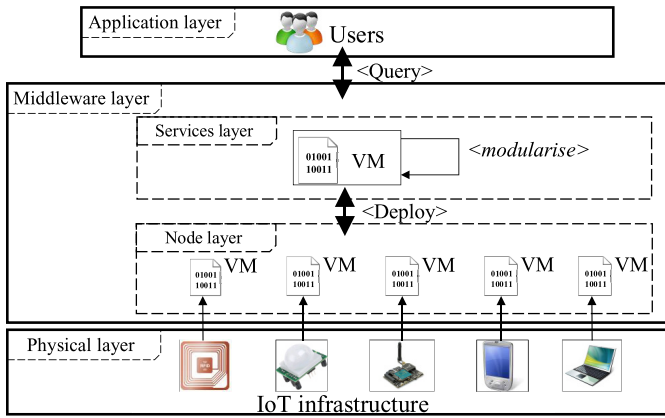 Application layer
Users
<Query>
Middleware layer
Services layer
01001
10011
VM
<modularise>
<Deploy>
Node layer
01001
10011
VM
01001
10011
VM
01001
10011
VM
01001
10011
VM
01001
10011
VM
Physical layer
IoT infrastructure